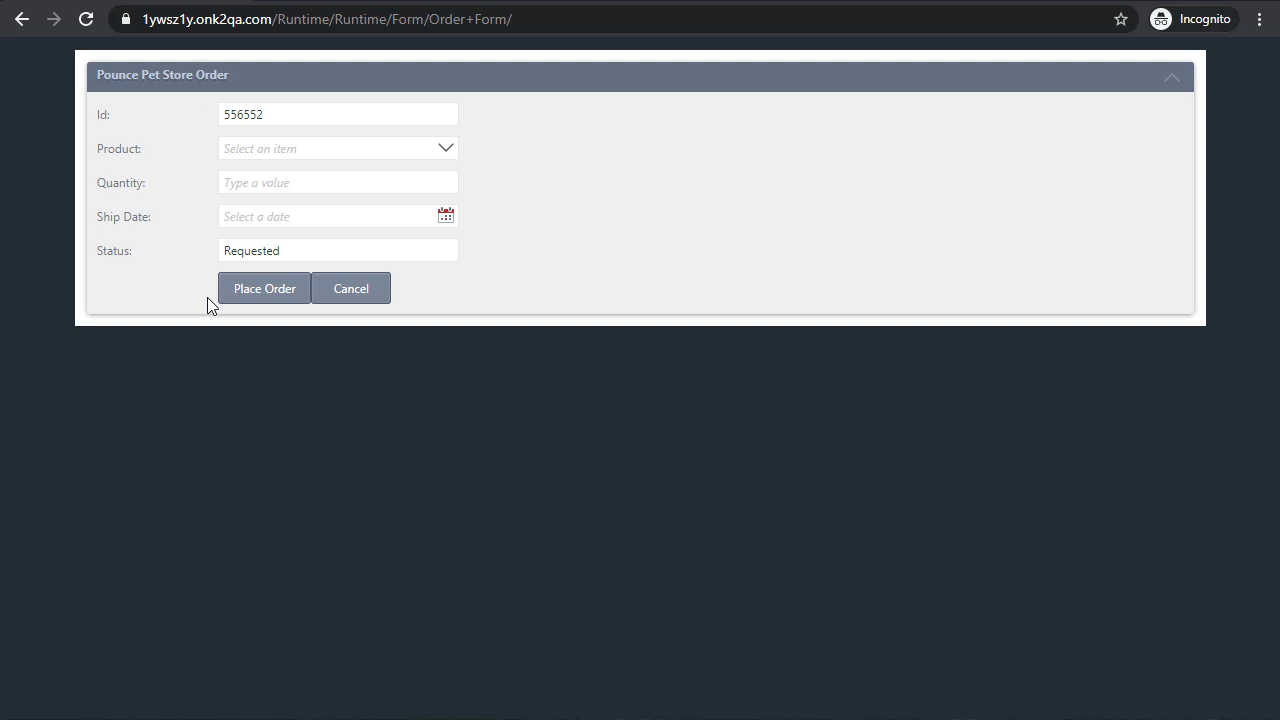 1ywsz1y.onk2qa.com/Runtime/Runtime/Form/Order+Form/
Incognito
Pounce Pet Store Order
Id: 556552
Product: Select an item
Quantity: Type a value
Ship Date: Select a date
Status: Requested
Place Order Cancel